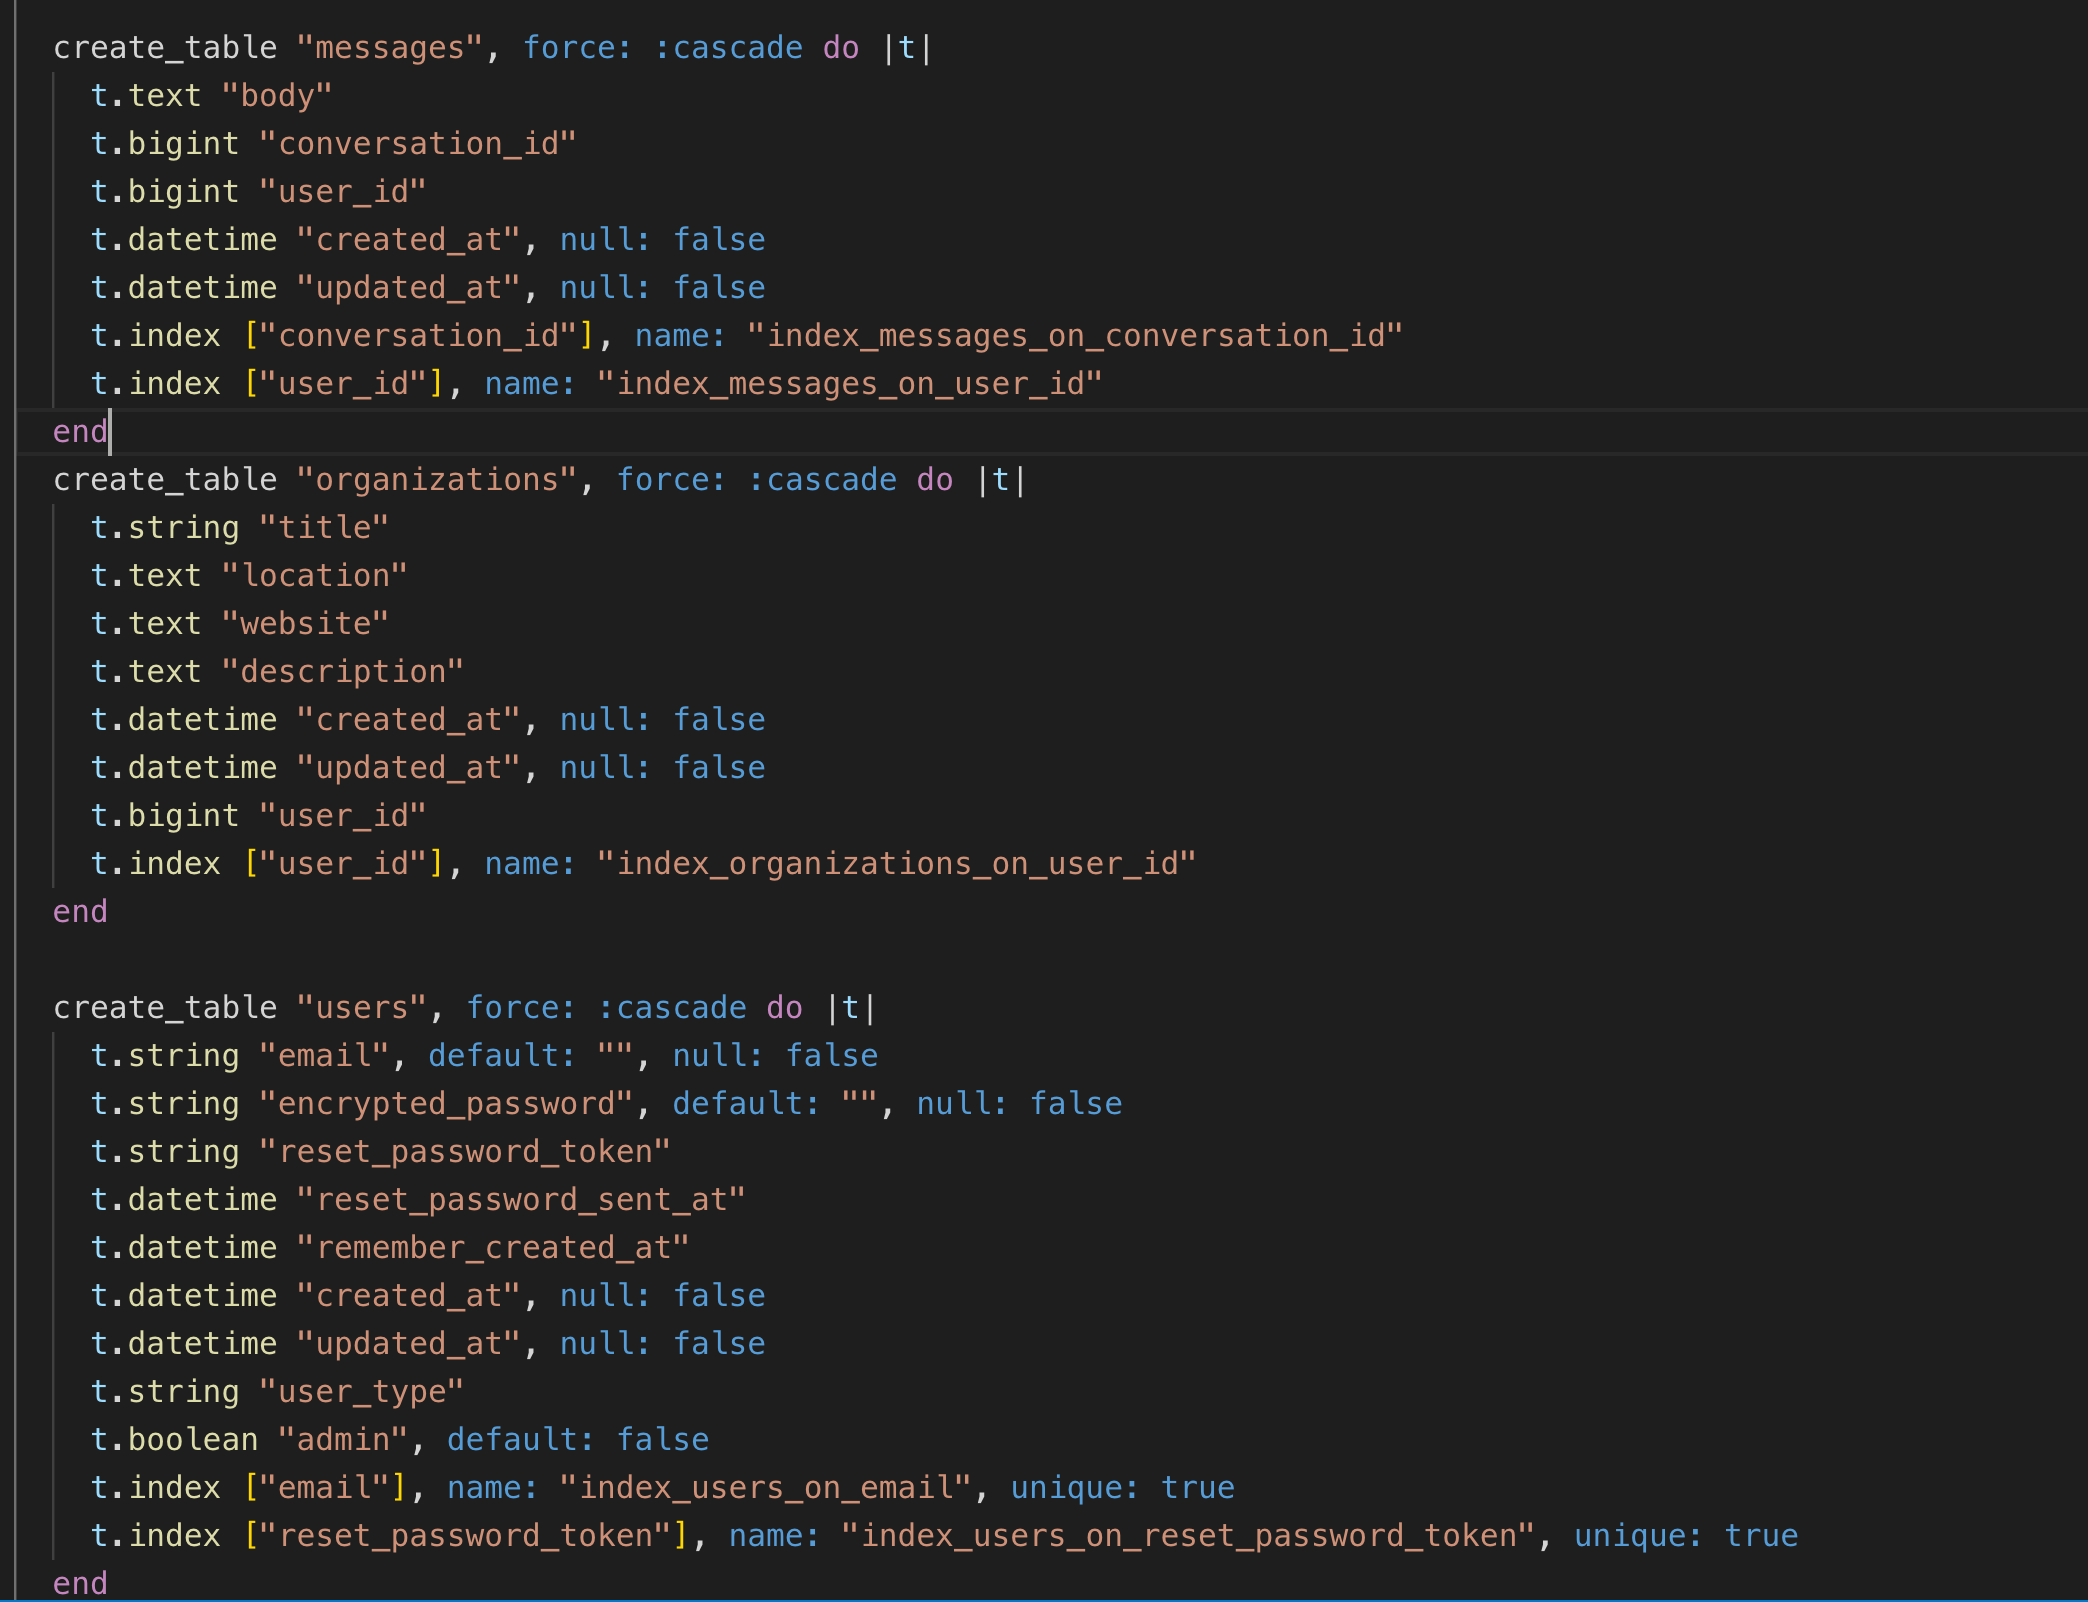 create_table "messages", force: :cascade do |t|
t.text "body"
t.bigint "conversation_id"
t.bigint "user_id"
t.datetime "created_at", null: false
t.datetime "updated_at", null: false
t.index ["conversation_id"], name: "index_messages_on_conversation_id"
t.index ["user_id"], name: "index_messages_on_user_id"
end
create_table "organizations", force: :cascade do |t|
t.string "title"
t.text "location"
t.text "website"
t.text "description"
t.datetime "created_at", null: false
t.datetime "updated_at", null: false
t.bigint "user_id"
t.index ["user_id"], name: "index_organizations_on_user_id"
end
create_table "users", force: :cascade do |t|
t.string "email", default: "", null: false
t.string "encrypted_password", default: "", null: false
t.string "reset_password_token"
t.datetime "reset_password_sent_at"
t.datetime "remember_created_at"
t.datetime "created_at", null: false
t.datetime "updated_at", null: false
t.string "user_type"
t.boolean "admin", default: false
t.index ["email"], name: "index_users_on_email", unique: true
t.index ["reset_password_token"], name: "index_users_on_reset_password_token", unique: true
end